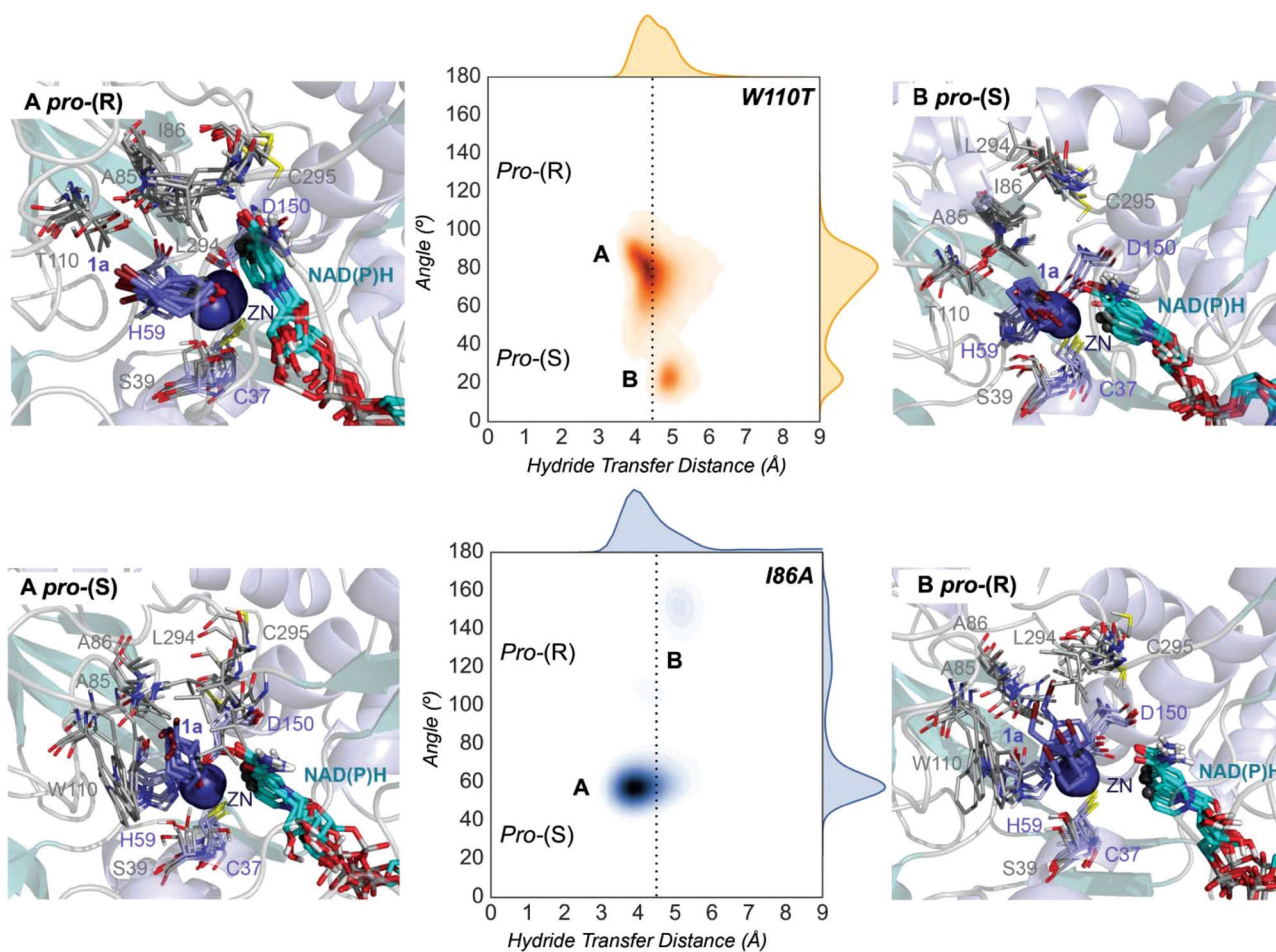 A pro-(R)
I86
A85
C295
D150
T110
L294
1a
NAD(P)H
ZN
H59
S39
C37
180
160
140
120
100
80
60
40
20
0
Angle (º)
W110T
Pro-(R)
A
Pro-(S)
B
0 1 2 3 4 5 6 7 8 9
Hydride Transfer Distance (Å)
B pro-(S)
L294
I86
C295
A85
D150
1a
T110
NAD(P)H
H59
ZN
S39
C37
A pro-(S)
A86
L294
C295
A85
1a
D150
W110
NAD(P)H
ZN
H59
S39
C37
180
160
140
120
100
80
60
40
20
0
Angle (º)
I86A
Pro-(R)
B
A
Pro-(S)
0 1 2 3 4 5 6 7 8 9
Hydride Transfer Distance (Å)
B pro-(R)
A86
L294
C295
A85
D150
1a
W110
NAD(P)H
ZN
H59
S39
C37